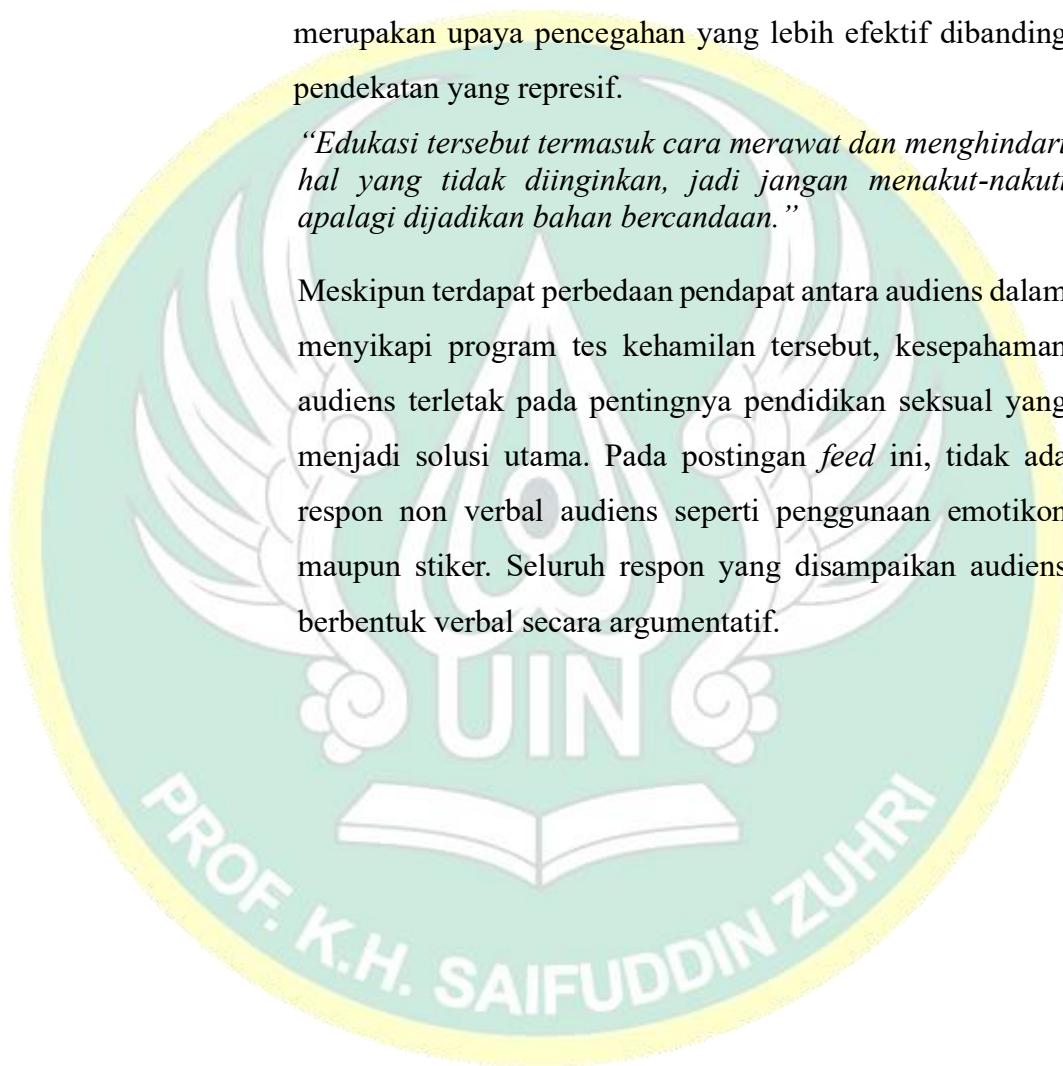 merupakan upaya pencegahan yang lebih efektif dibanding
pendekatan yang represif.
“Edukasi tersebut termasuk cara merawat dan menghindari
hal yang tidak diinginkan, jadi jangan menakut-nakuti
apalagi dijadikan bahan bercandaan.”
Meskipun terdapat perbedaan pendapat antara audiens dalam
menyikapi program tes kehamilan tersebut, kesepahaman
audiens terletak pada pentingnya pendidikan seksual yang
menjadi solusi utama. Pada postingan feed ini, tidak ada
respon non verbal audiens seperti penggunaan emotikon
maupun stiker. Seluruh respon yang disampaikan audiens
berbentuk verbal secara argumentatif.
UIN
PROF. K.H. SAIFUDDIN ZUHRI